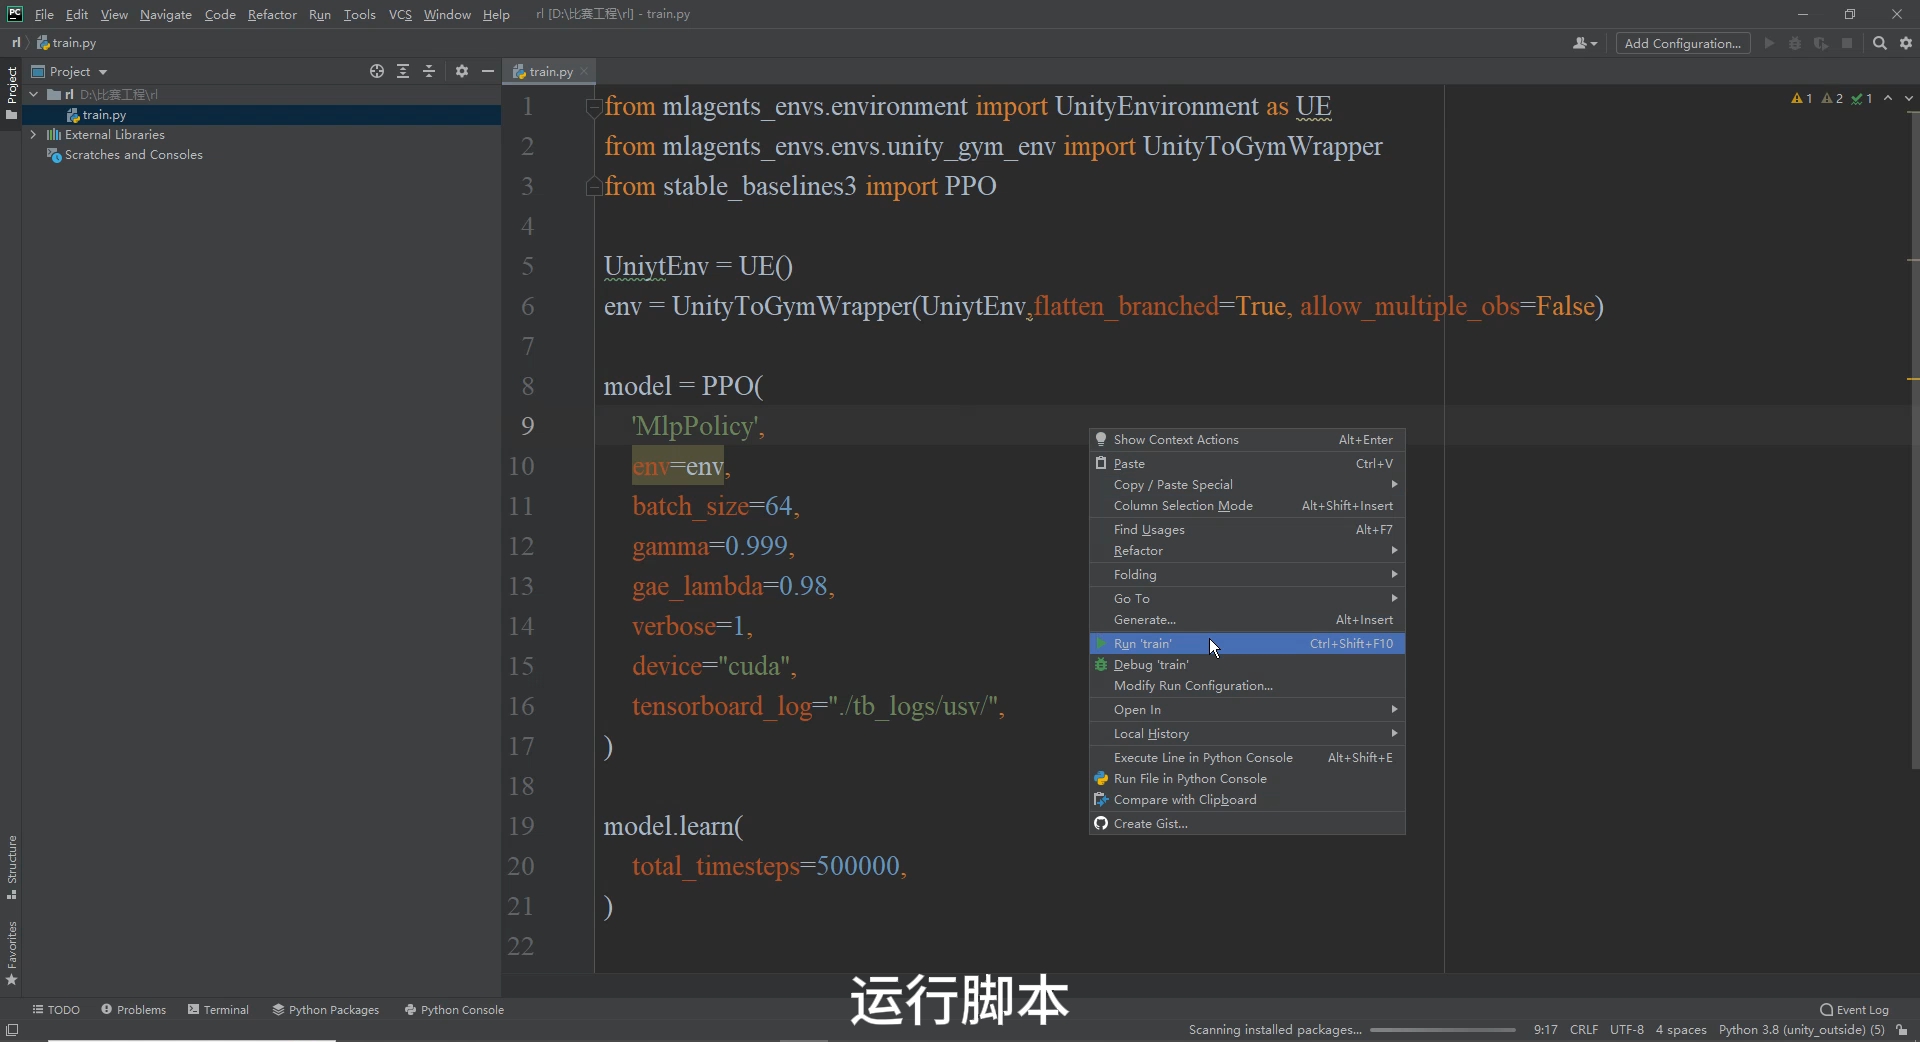 File Edit View Navigate Code Refactor Run Tools VCS Window Help rl [D:\比赛工程\rl] - train.py
rl train.py Add Configuration...
Project
Project
train.py
rl D:\比赛工程\rl
train.py
External Libraries
Scratches and Consoles
1 from mlagents_envs.environment import UnityEnvironment as UE
1 2 1
2 from mlagents_envs.envs.unity_gym_env import UnityToGymWrapper
3 from stable_baselines3 import PPO
4
5 UniytEnv = UE()
6 env = UnityToGymWrapper(UniytEnv,flatten_branched=True, allow_multiple_obs=False)
7
8 model = PPO(
9 'MlpPolicy',
10 env=env,
11 batch_size=64,
12 gamma=0.999,
13 gae_lambda=0.98,
14 verbose=1,
15 device="cuda",
16 tensorboard_log="./tb_logs/usv/",
17 )
18
19 model.learn(
20 total_timesteps=500000,
21 )
22
Show Context Actions Alt+Enter
Paste Ctrl+V
Copy / Paste Special
Column Selection Mode Alt+Shift+Insert
Find Usages Alt+F7
Refactor
Folding
Go To
Generate... Alt+Insert
Run 'train' Ctrl+Shift+F10
Debug 'train'
Modify Run Configuration...
Open In
Local History
Execute Line in Python Console Alt+Shift+E
Run File in Python Console
Compare with Clipboard
Create Gist...
Structure
Favorites
运行脚本
TODO Problems Terminal Python Packages Python Console Event Log
Scanning installed packages... 9:17 CRLF UTF-8 4 spaces Python 3.8 (unity_outside) (5)